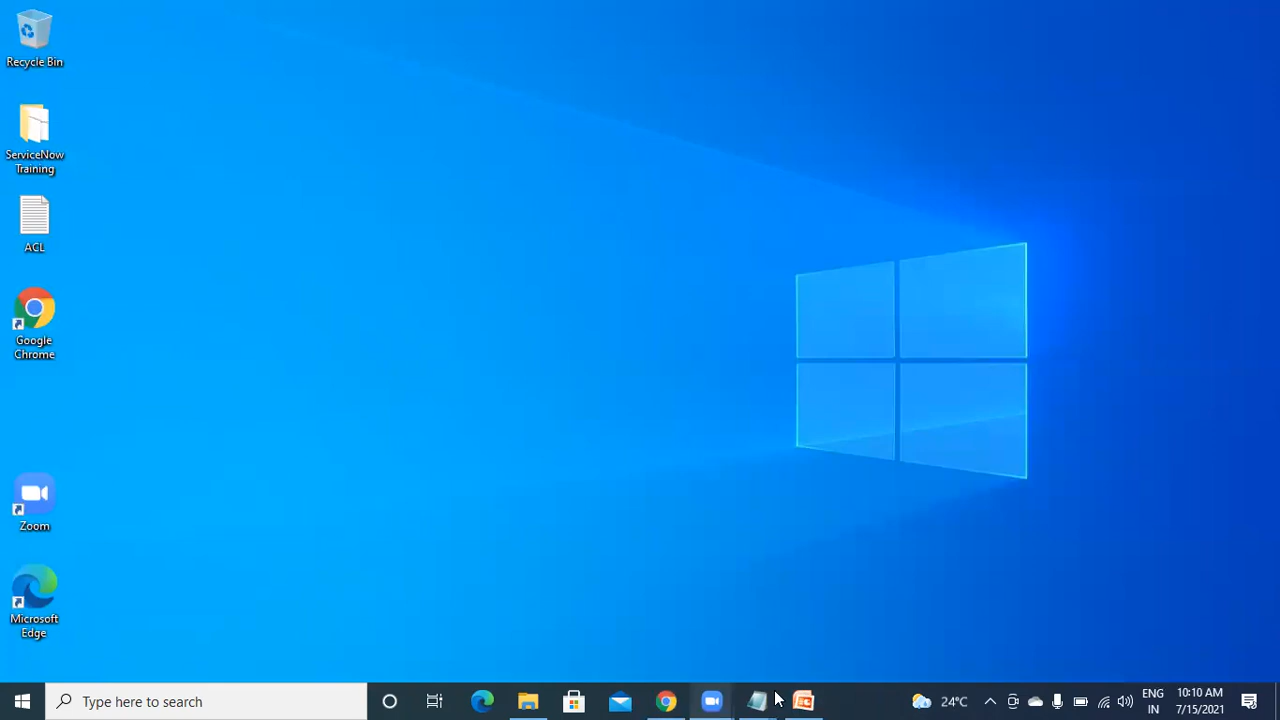 Recycle Bin
ServiceNow
Training
ACL
Google
Chrome
Zoom
Microsoft
Edge
Type here to search
24°C
ENG
IN
10:10 AM
7/15/2021